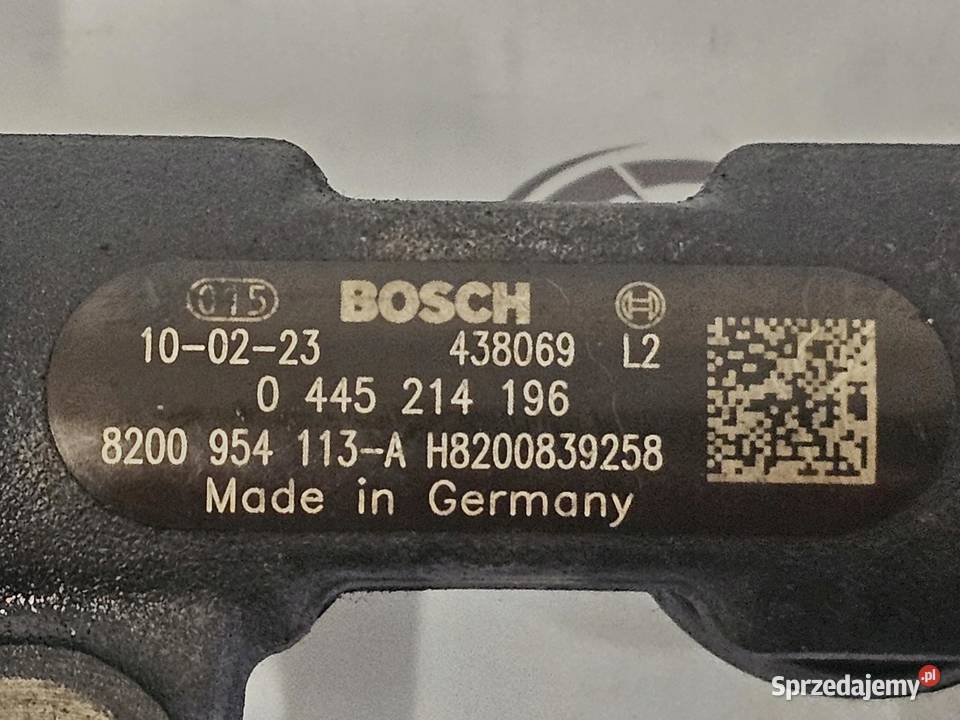 015 BOSCH
10-02-23 438069 L2
0 445 214 196
8200 954 113-A H8200839258
Made in Germany
Sprzedajemy.pl